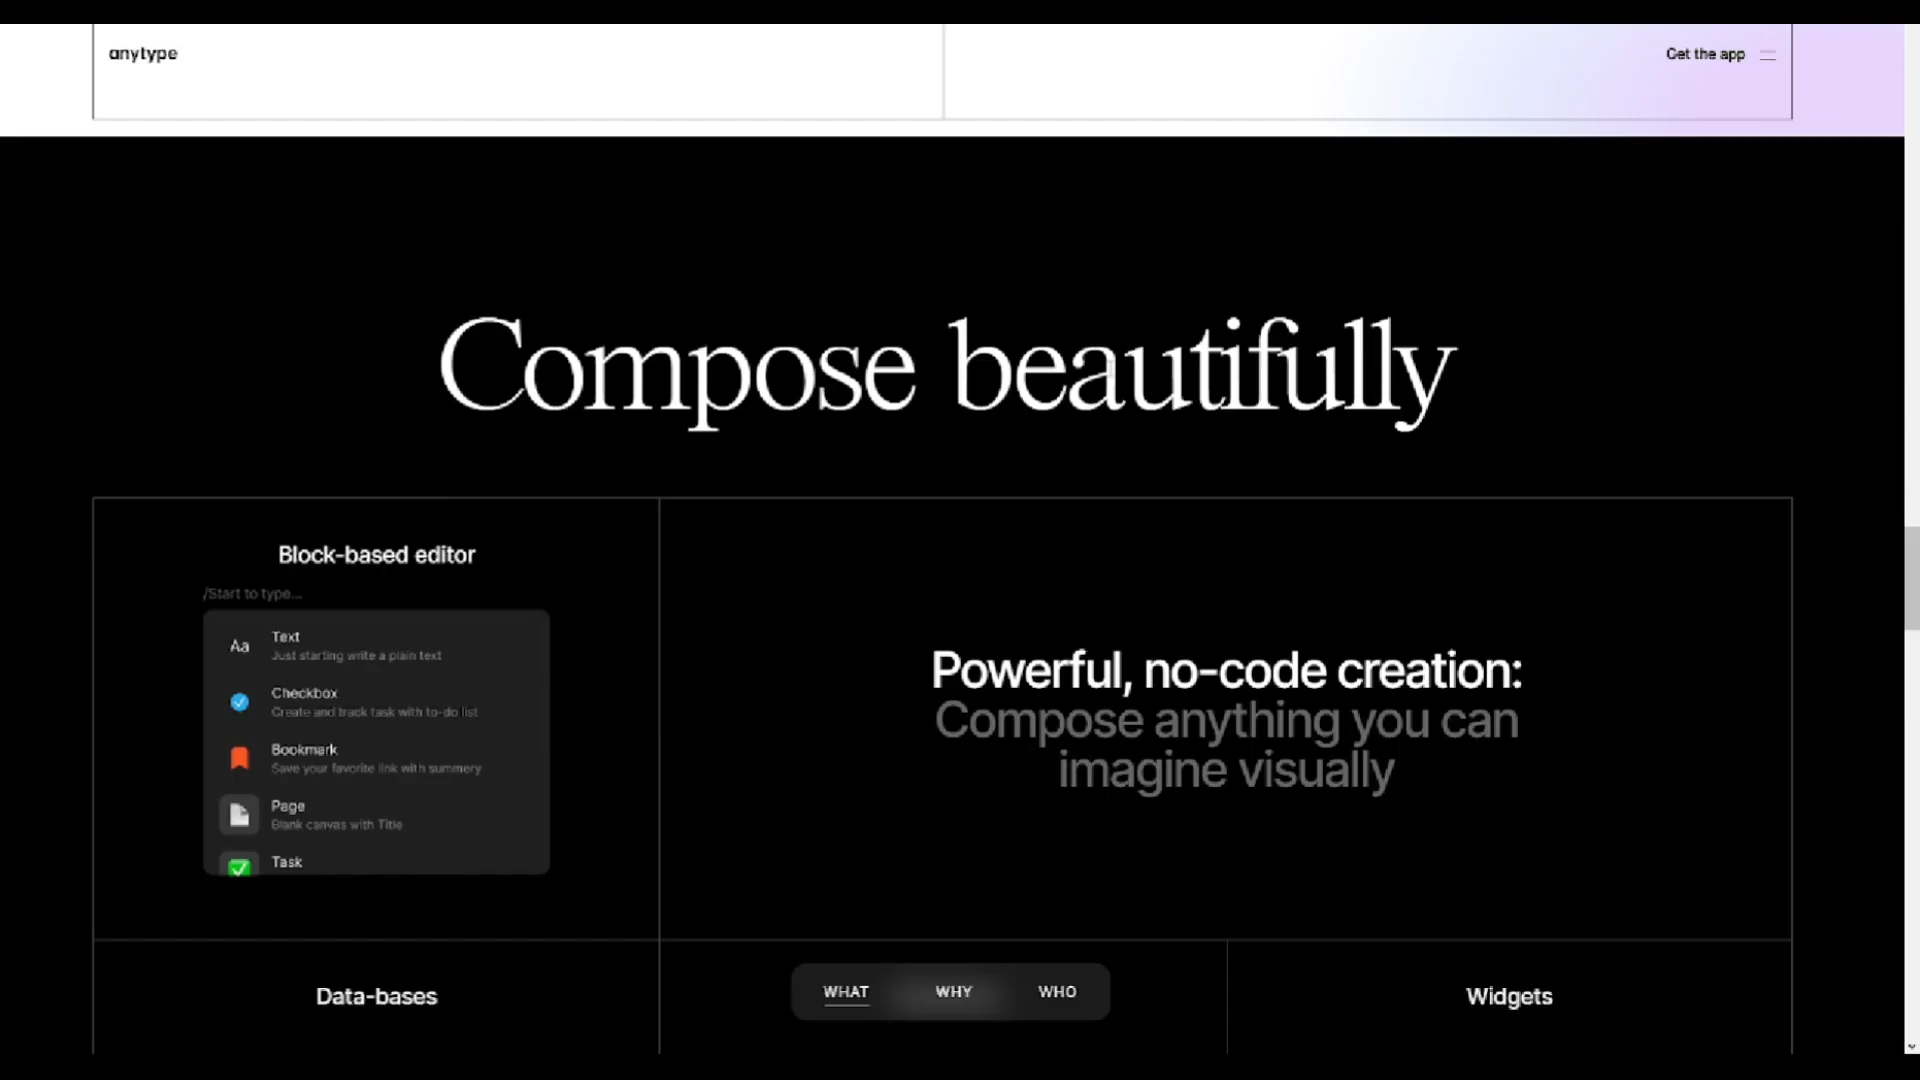 anytype
Get the app
Compose beautifully
Block-based editor
/Start to type...
Aa
Text
Just starting write a plain text
Checkbox
Create and track task with to-do list
Bookmark
Save your favorite link with summery
Page
Blank canvas with Title
Task
Powerful, no-code creation:
Compose anything you can
imagine visually
Data-bases
WHAT WHY WHO
Widgets